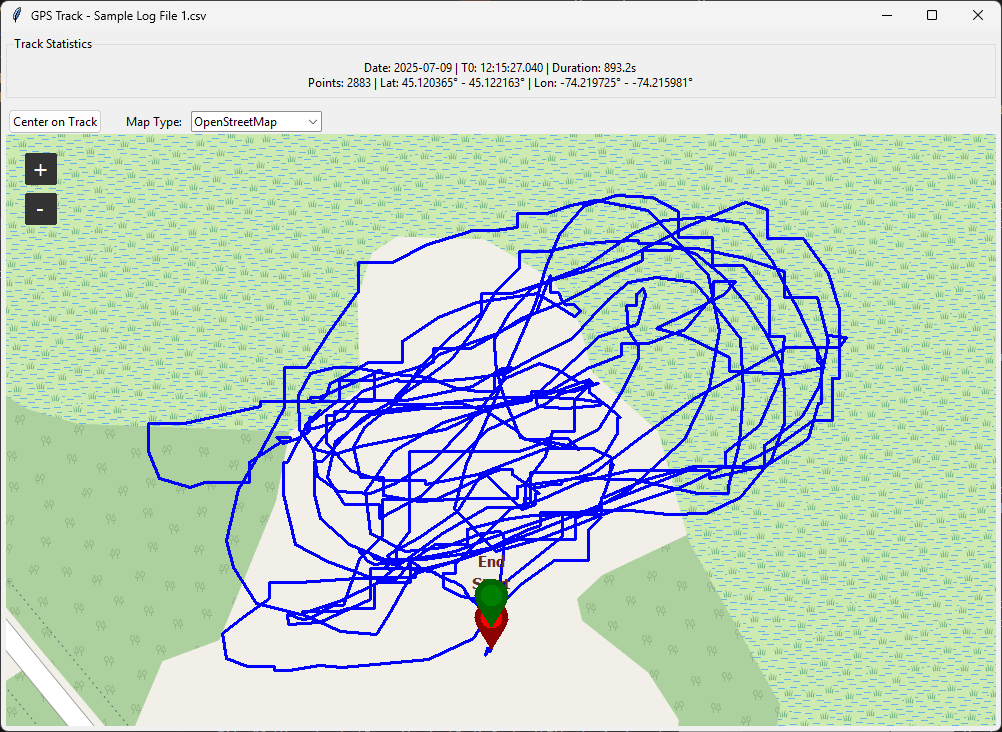 GPS Track - Sample Log File 1.csv
Track Statistics
Date: 2025-07-09 | T0: 12:15:27.040 | Duration: 893.2s
Points: 2883 | Lat: 45.120365° - 45.122163° | Lon: -74.219725° - -74.215981°
Center on Track Map Type: OpenStreetMap
+
-
End